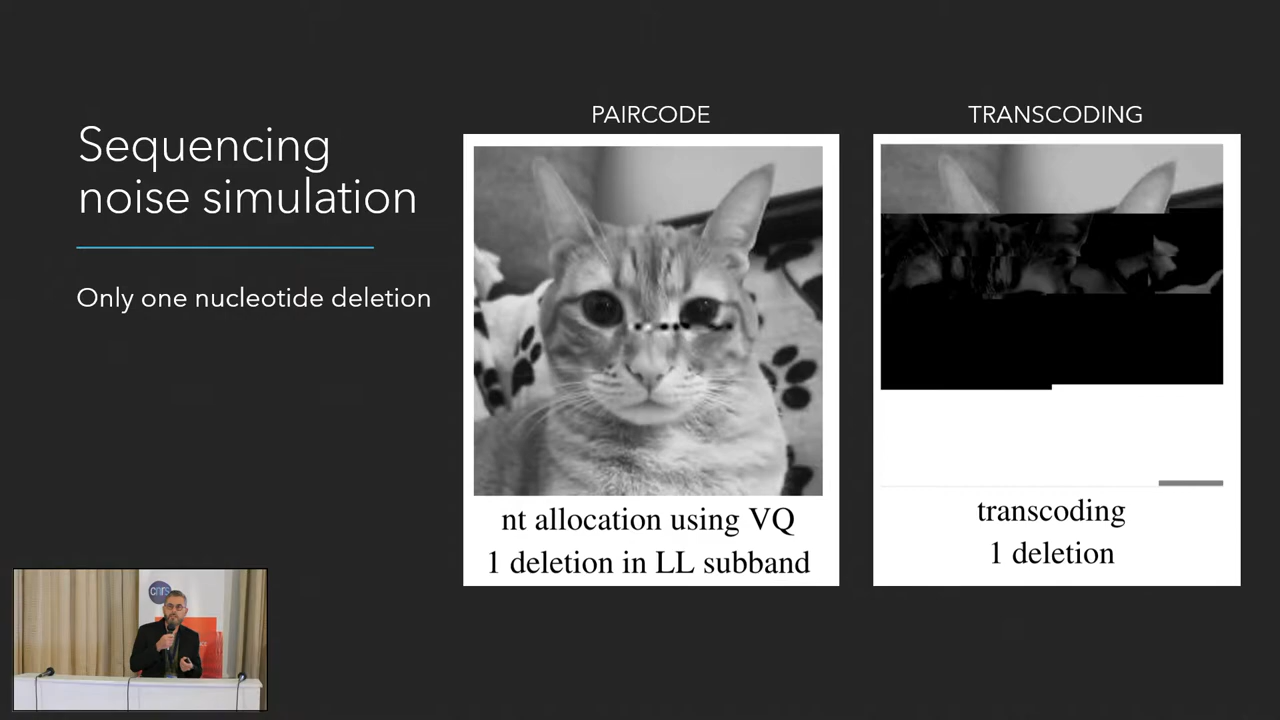 Sequencing
noise simulation
Only one nucleotide deletion
PAIRCODE
nt allocation using VQ
1 deletion in LL subband
TRANSCODING
transcoding
1 deletion
cnrs